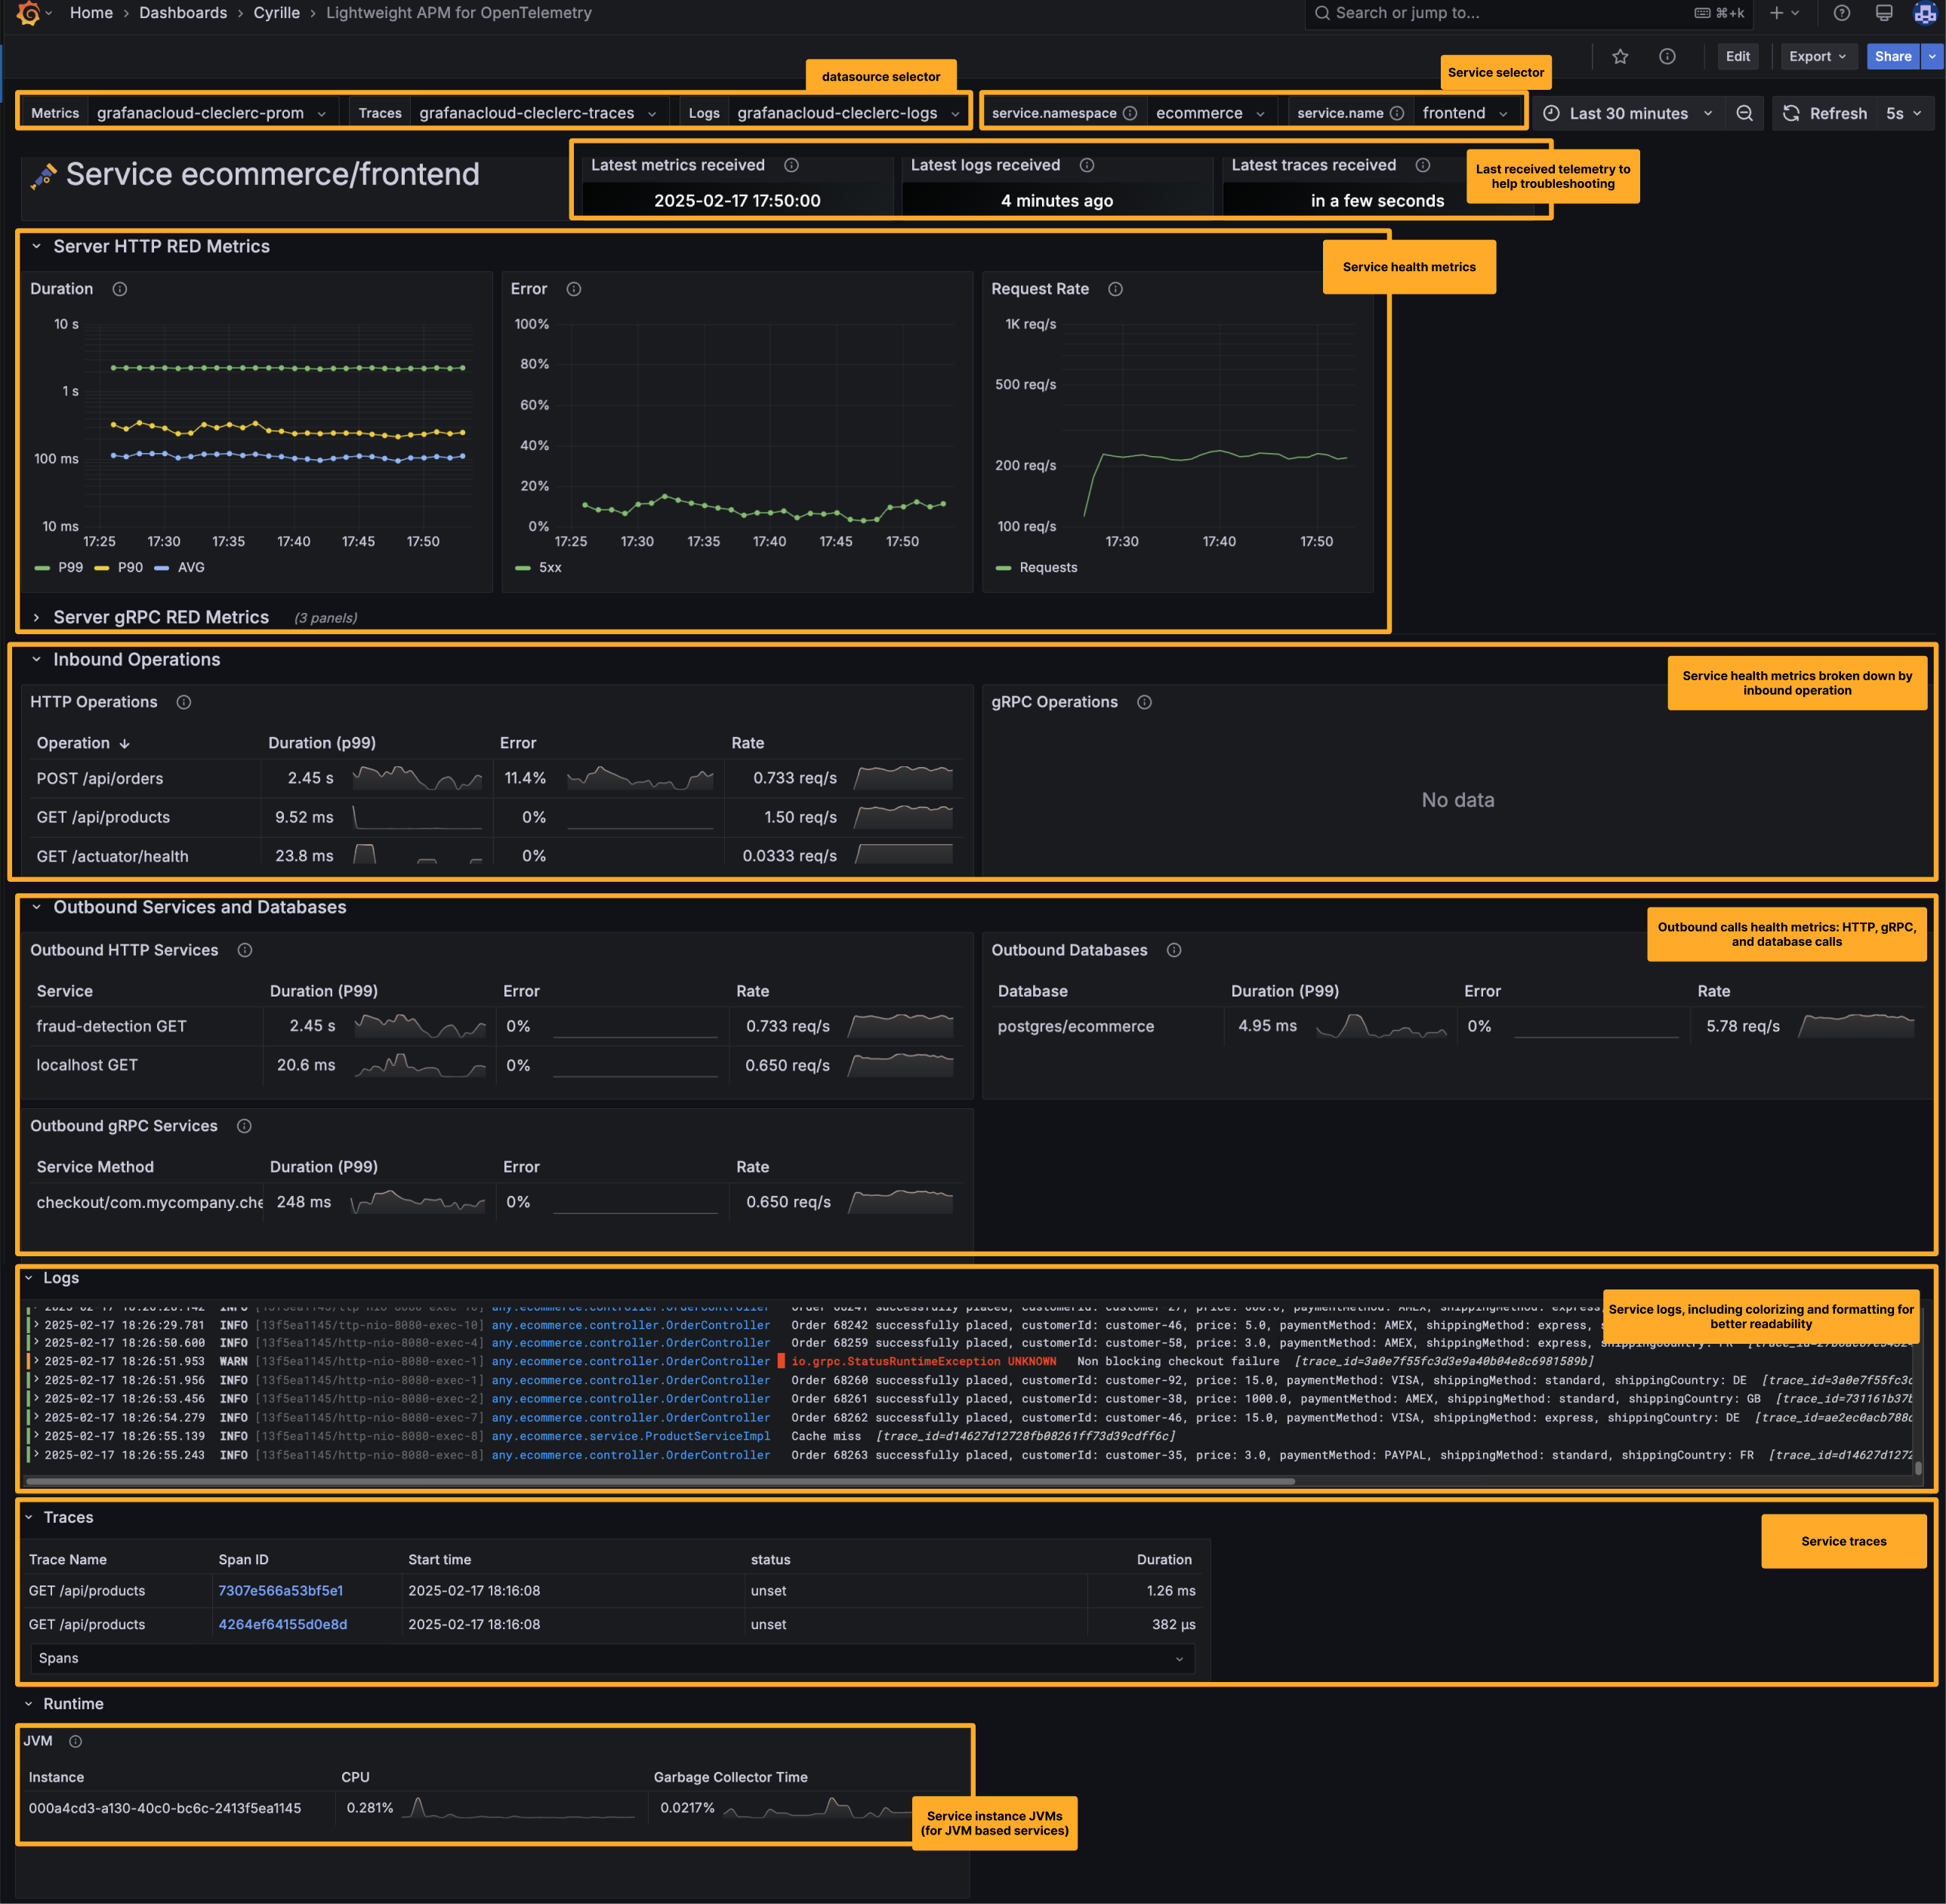 Home › Dashboards › Cyrille › Lightweight APM for OpenTelemetry
Search or jump to...
⌘+k
Edit
Export
Share
datasource selector
Service selector
Metrics grafanacloud-cleclerc-prom Traces grafanacloud-cleclerc-traces Logs grafanacloud-cleclerc-logs service.namespace ecommerce service.name frontend Last 30 minutes Refresh 5s
Service ecommerce/frontend
Latest metrics received
2025-02-17 17:50:00
Latest logs received
4 minutes ago
Latest traces received
in a few seconds
Last received telemetry to
help troubleshooting
Server HTTP RED Metrics
Service health metrics
Duration
10 s
1 s
100 ms
10 ms
17:25 17:30 17:35 17:40 17:45 17:50
P99 P90 AVG
Error
100%
80%
60%
40%
20%
0%
17:25 17:30 17:35 17:40 17:45 17:50
5xx
Request Rate
1K req/s
500 req/s
200 req/s
100 req/s
17:30 17:40 17:50
Requests
Server gRPC RED Metrics (3 panels)
Inbound Operations
Service health metrics broken down by
inbound operation
HTTP Operations
Operation ↓ Duration (p99) Error Rate
POST /api/orders 2.45 s 11.4% 0.733 req/s
GET /api/products 9.52 ms 0% 1.50 req/s
GET /actuator/health 23.8 ms 0% 0.0333 req/s
gRPC Operations
No data
Outbound Services and Databases
Outbound calls health metrics: HTTP, gRPC,
and database calls
Outbound HTTP Services
Service Duration (P99) Error Rate
fraud-detection GET 2.45 s 0% 0.733 req/s
localhost GET 20.6 ms 0% 0.650 req/s
Outbound Databases
Database Duration (P99) Error Rate
postgres/ecommerce 4.95 ms 0% 5.78 req/s
Outbound gRPC Services
Service Method Duration (P99) Error Rate
checkout/com.mycompany.che 248 ms 0% 0.650 req/s
Logs
Service logs, including colorizing and formatting for
better readability
any.ecommerce.controller.OrderController Order 68241 successfully placed, customerId: customer-27, price: paymentMethod: AMEX, shippingMethod: express,
2025-02-17 18:26:29.781 INFO [13f5ea1145/http-nio-8080-exec-10] any.ecommerce.controller.OrderController Order 68242 successfully placed, customerId: customer-46, price: 5.0, paymentMethod: AMEX, shippingMethod: express,
2025-02-17 18:26:50.600 INFO [13f5ea1145/http-nio-8080-exec-4] any.ecommerce.controller.OrderController Order 68259 successfully placed, customerId: customer-58, price: 3.0, paymentMethod: AMEX, shippingMethod: express,
2025-02-17 18:26:51.953 WARN [13f5ea1145/http-nio-8080-exec-1] any.ecommerce.controller.OrderController io.grpc.StatusRuntimeException UNKNOWN Non blocking checkout failure [trace_id=3a0e7f55fc3d3e9a40b04e8c6981589b]
2025-02-17 18:26:51.956 INFO [13f5ea1145/http-nio-8080-exec-1] any.ecommerce.controller.OrderController Order 68260 successfully placed, customerId: customer-92, price: 15.0, paymentMethod: VISA, shippingMethod: standard, shippingCountry: DE [trace_id=3a0e7f55fc3c
2025-02-17 18:26:53.456 INFO [13f5ea1145/http-nio-8080-exec-2] any.ecommerce.controller.OrderController Order 68261 successfully placed, customerId: customer-38, price: 1000.0, paymentMethod: AMEX, shippingMethod: standard, shippingCountry: GB [trace_id=731161b37b
2025-02-17 18:26:54.279 INFO [13f5ea1145/http-nio-8080-exec-7] any.ecommerce.controller.OrderController Order 68262 successfully placed, customerId: customer-46, price: 15.0, paymentMethod: VISA, shippingMethod: express, shippingCountry: DE [trace_id=ae2ec0acb788c
2025-02-17 18:26:55.139 INFO [13f5ea1145/http-nio-8080-exec-8] any.ecommerce.service.ProductServiceImpl Cache miss [trace_id=d14627d12728fb08261ff73d39cdff6c]
2025-02-17 18:26:55.243 INFO [13f5ea1145/http-nio-8080-exec-8] any.ecommerce.controller.OrderController Order 68263 successfully placed, customerId: customer-35, price: 3.0, paymentMethod: PAYPAL, shippingMethod: standard, shippingCountry: FR [trace_id=d14627d1272
Traces
Service traces
Trace Name Span ID Start time status Duration
GET /api/products 7307e566a53bf5e1 2025-02-17 18:16:08 unset 1.26 ms
GET /api/products 4264ef64155d0e8d 2025-02-17 18:16:08 unset 382 µs
Spans
Runtime
JVM
Instance CPU Garbage Collector Time
000a4cd3-a130-40c0-bc6c-2413f5ea1145 0.281% 0.0217%
Service instance JVMs
(for JVM based services)